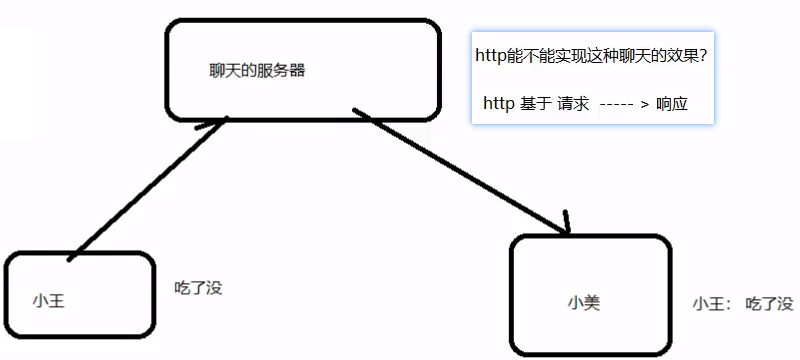 聊天的服务器
http能不能实现这种聊天的效果?
http 基于 请求 ----- > 响应
小王
吃了没
小美
小王： 吃了没